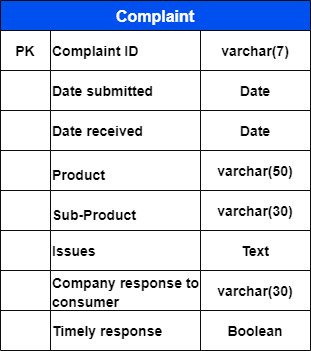 Complaint
PK Complaint ID varchar(7)
Date submitted Date
Date received Date
Product varchar(50)
Sub-Product varchar(30)
Issues Text
Company response to
consumer varchar(30)
Timely response Boolean